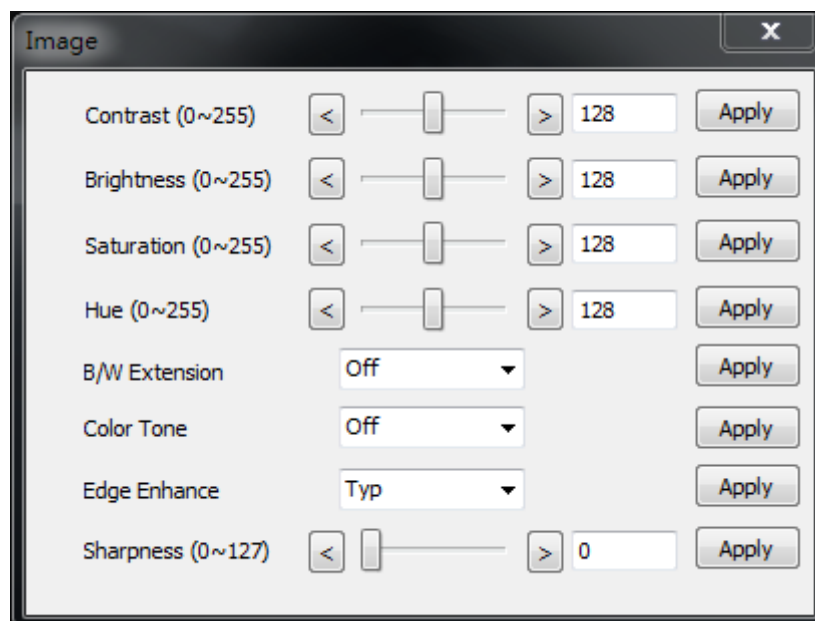 Image x
Contrast (0~255) < > 128 Apply
Brightness (0~255) < > 128 Apply
Saturation (0~255) < > 128 Apply
Hue (0~255) < > 128 Apply
B/W Extension Off Apply
Color Tone Off Apply
Edge Enhance Typ Apply
Sharpness (0~127) < > 0 Apply